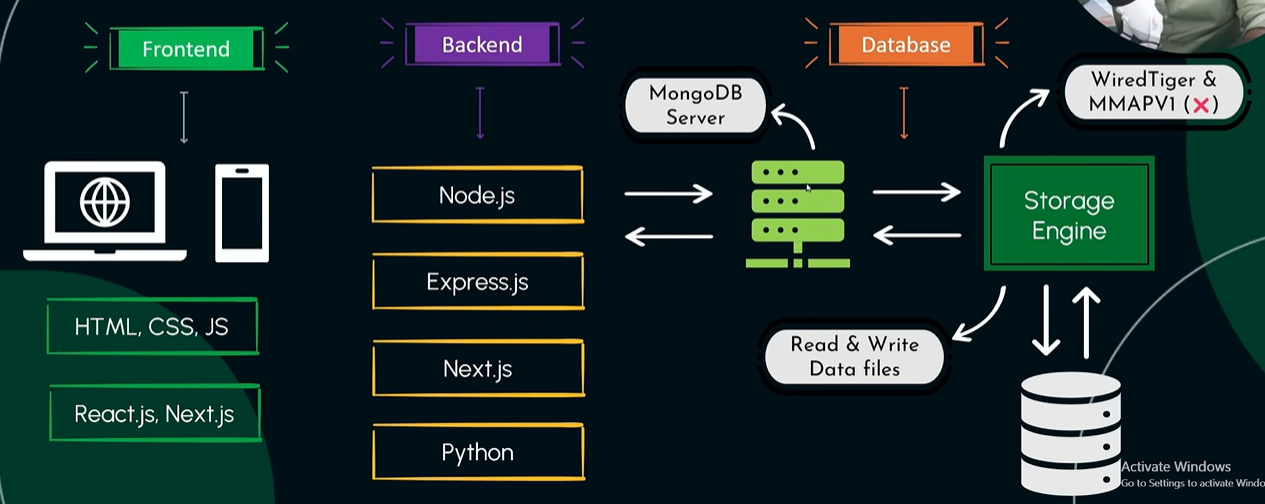 Frontend
Backend
Database
MongoDB
Server
WiredTiger &
MMAPV1 (❌)
Node.js
Storage
Engine
Express.js
HTML, CSS, JS
Read & Write
Data files
Next.js
React.js, Next.js
Python
Activate Windows
Go to Settings to activate Windo